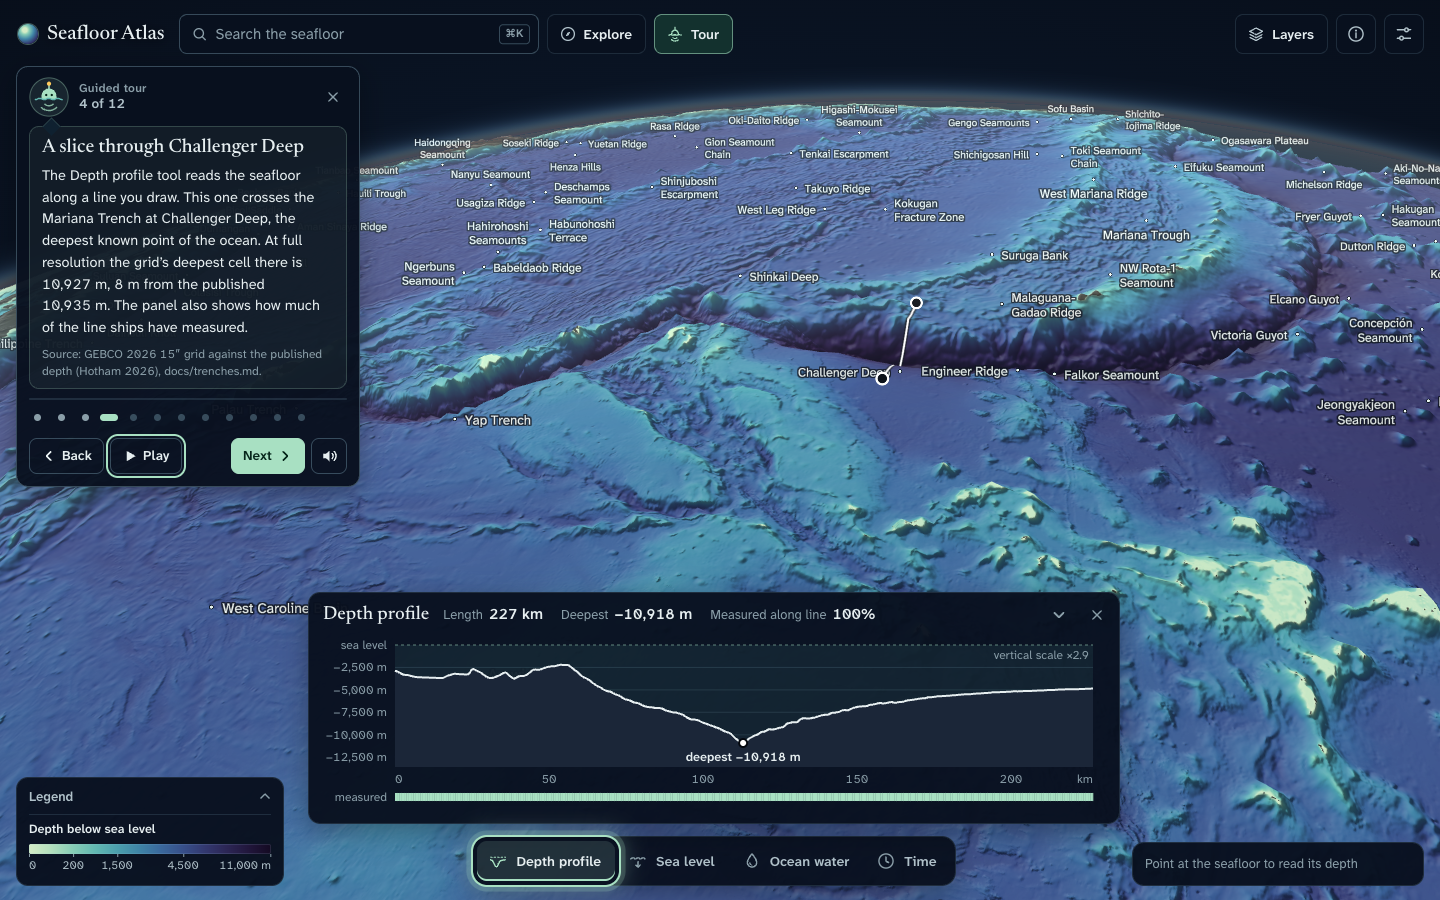 Seafloor Atlas
Search the seafloor
⌘K
Explore
Tour
Layers
Guided tour
4 of 12
A slice through Challenger Deep
The Depth profile tool reads the seafloor
along a line you draw. This one crosses the
Mariana Trench at Challenger Deep, the
deepest known point of the ocean. At full
resolution the grid's deepest cell there is
10,927 m, 8 m from the published
10,935 m. The panel also shows how much
of the line ships have measured.
Source: GEBCO 2026 15″ grid against the published
depth (Hotham 2026), docs/trenches.md.
Back
Play
Next
Higashi-Mokusei
Seamount
Sofu Basin
Oki-Daito Ridge
Gengo Seamounts
Shichito-
Iojima Ridge
Rasa Ridge
Haidongqing
Seamount
Soseki Ridge
Yuetan Ridge
Gion Seamount
Chain
Tenkai Escarpment
Shichigosan Hill
Toki Seamount
Chain
Ogasawara Plateau
Henza Hills
Nanyu Seamount
Eifuku Seamount
Aki-No-Na
Seamount
Shinjuboshi
Escarpment
Deschamps
Seamount
Takuyo Ridge
West Mariana Ridge
Michelson Ridge
Usagiza Ridge
West Leg Ridge
Kokugan
Fracture Zone
Fryer Guyot
Hakugan
Seamount
Hahirohoshi
Seamounts
Habunohoshi
Terrace
Mariana Trough
Dutton Ridge
Suruga Bank
Ngerbuns
Seamount
Babeldaob Ridge
Shinkai Deep
NW Rota-1
Seamount
Malaguana-
Gadao Ridge
Elcano Guyot
Victoria Guyot
Concepción
Seamount
Challenger Deep
Engineer Ridge
Falkor Seamount
Jeongyakjeon
Seamount
Yap Trench
West Caroline
Depth profile
Length 227 km
Deepest −10,918 m
Measured along line 100%
sea level
vertical scale ×2.9
−2,500 m
−5,000 m
−7,500 m
−10,000 m
−12,500 m
deepest −10,918 m
0 50 100 150 200 km
measured
Legend
Depth below sea level
0 200 1,500 4,500 11,000 m
Depth profile
Sea level
Ocean water
Time
Point at the seafloor to read its depth